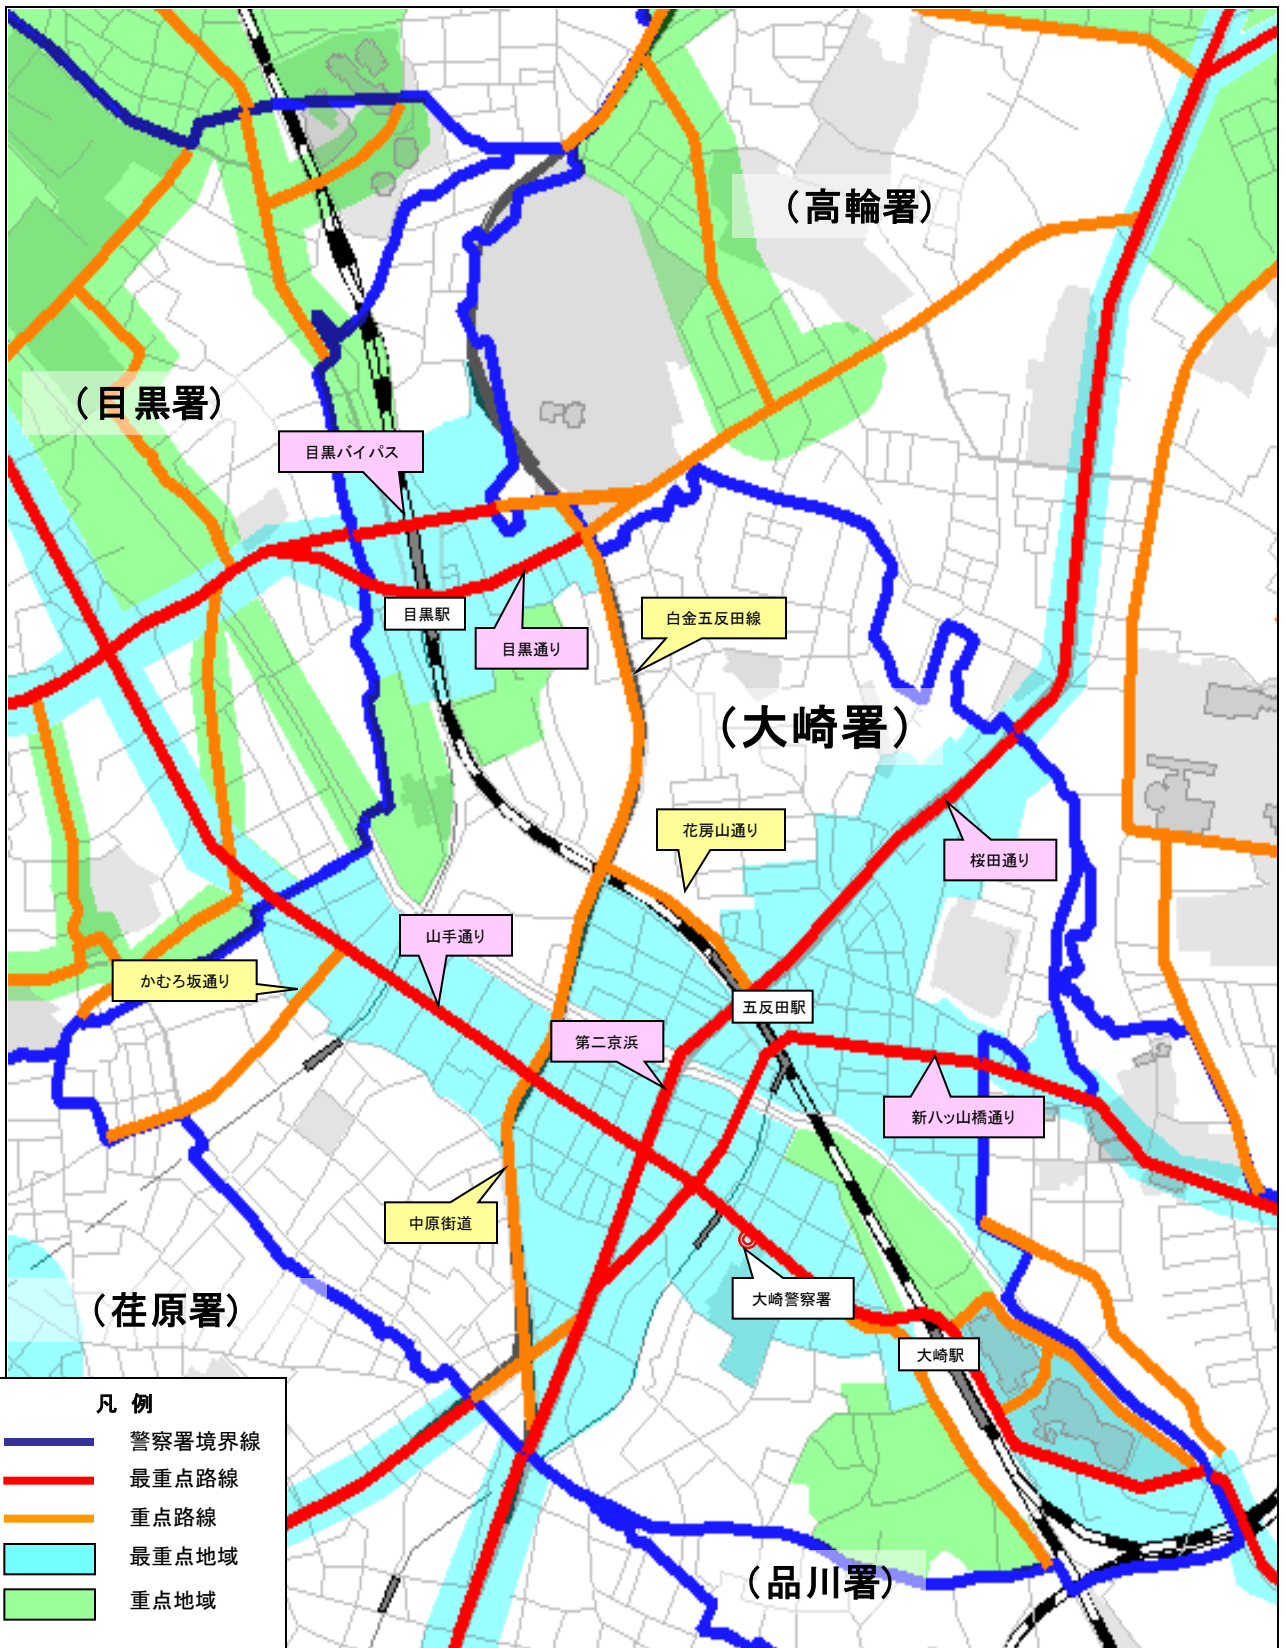 （高輪署）
（目黒署）
目黒バイパス
目黒駅
白金五反田線
目黒通り
（大崎署）
花房山通り
桜田通り
山手通り
かむろ坂通り
五反田駅
第二京浜
新八ッ山橋通り
中原街道
大崎警察署
（荏原署）
大崎駅
凡 例
警察署境界線
最重点路線
重点路線
最重点地域
重点地域
（品川署）